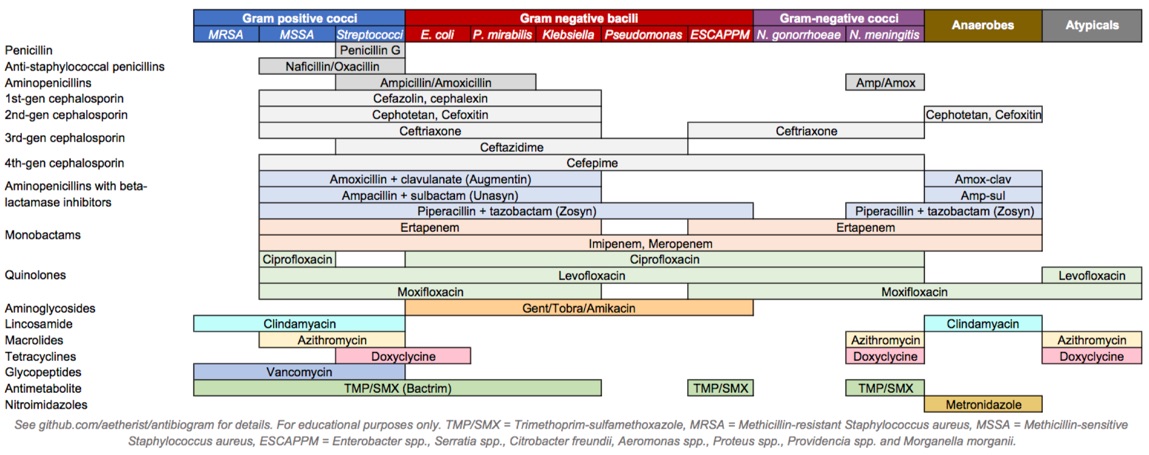 Gram positive cocci Gram negative bacili Gram-negative cocci Anaerobes Atypicals
MRSA MSSA Streptococci E. coli P. mirabilis Klebsiella Pseudomonas ESCAPPM N. gonorrhoeae N. meningitis
Penicillin Penicillin G
Anti-staphylococcal penicillins Naficillin/Oxacillin
Aminopenicillins Ampicillin/Amoxicillin Amp/Amox
1st-gen cephalosporin Cefazolin, cephalexin
2nd-gen cephalosporin Cephotetan, Cefoxitin Cephotetan, Cefoxitin
3rd-gen cephalosporin Ceftriaxone Ceftriaxone
Ceftazidime
4th-gen cephalosporin Cefepime
Aminopenicillins with beta-lactamase inhibitors Amoxicillin + clavulanate (Augmentin) Amox-clav
Ampacillin + sulbactam (Unasyn) Amp-sul
Piperacillin + tazobactam (Zosyn) Piperacillin + tazobactam (Zosyn)
Monobactams Ertapenem Ertapenem
Imipenem, Meropenem
Quinolones Ciprofloxacin Ciprofloxacin
Levofloxacin Levofloxacin
Moxifloxacin Moxifloxacin
Aminoglycosides Gent/Tobra/Amikacin
Lincosamide Clindamyacin Clindamyacin
Macrolides Azithromycin Azithromycin Azithromycin
Tetracyclines Doxyclycine Doxyclycine Doxyclycine
Glycopeptides Vancomycin
Antimetabolite TMP/SMX (Bactrim) TMP/SMX TMP/SMX
Nitroimidazoles Metronidazole
See github.com/aetherist/antibiogram for details. For educational purposes only. TMP/SMX = Trimethoprim-sulfamethoxazole, MRSA = Methicillin-resistant Staphylococcus aureus, MSSA = Methicillin-sensitive
Staphylococcus aureus, ESCAPPM = Enterobacter spp., Serratia spp., Citrobacter freundii, Aeromonas spp., Proteus spp., Providencia spp. and Morganella morganii.